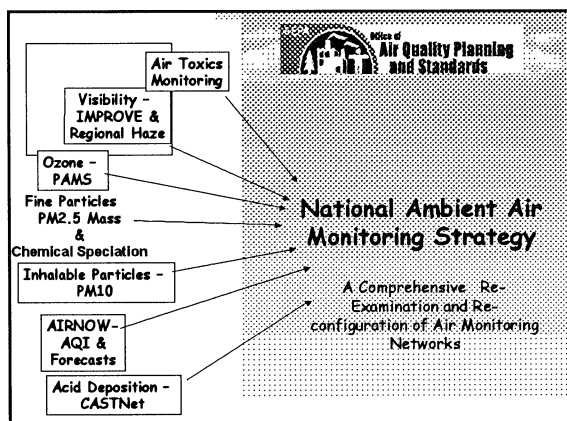 Air Toxics
Monitoring
Visibility –
IMPROVE &
Regional Haze
Ozone –
PAMS
Fine Particles
PM2.5 Mass
&
Chemical Speciation
Inhalable Particles –
PM10
AIRNOW–
AQI &
Forecasts
Acid Deposition –
CASTNet
Office of
Air Quality Planning
and Standards
National Ambient Air
Monitoring Strategy
A Comprehensive Re-
Examination and Re-
configuration of Air Monitoring
Networks